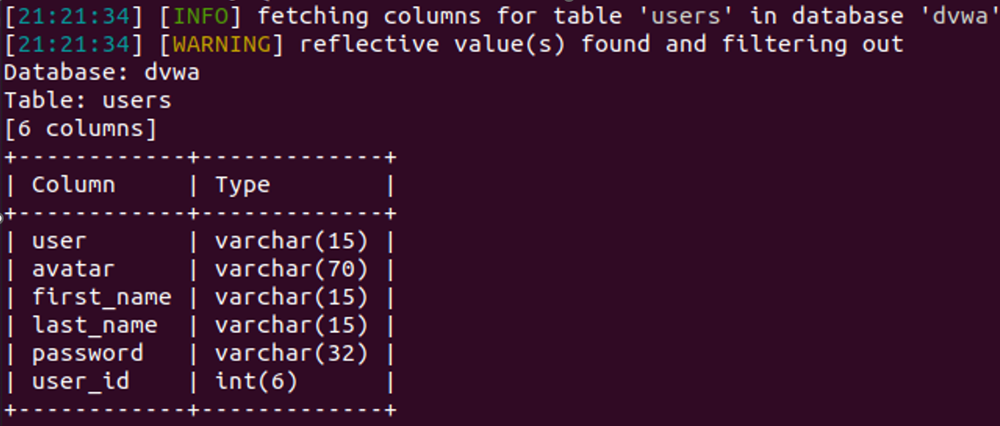 [21:21:34] [INFO] fetching columns for table 'users' in database 'dvwa'
[21:21:34] [WARNING] reflective value(s) found and filtering out
Database: dvwa
Table: users
[6 columns]
+------------+-------------+
| Column     | Type        |
+------------+-------------+
| user       | varchar(15) |
| avatar     | varchar(70) |
| first_name | varchar(15) |
| last_name  | varchar(15) |
| password   | varchar(32) |
| user_id    | int(6)      |
+------------+-------------+